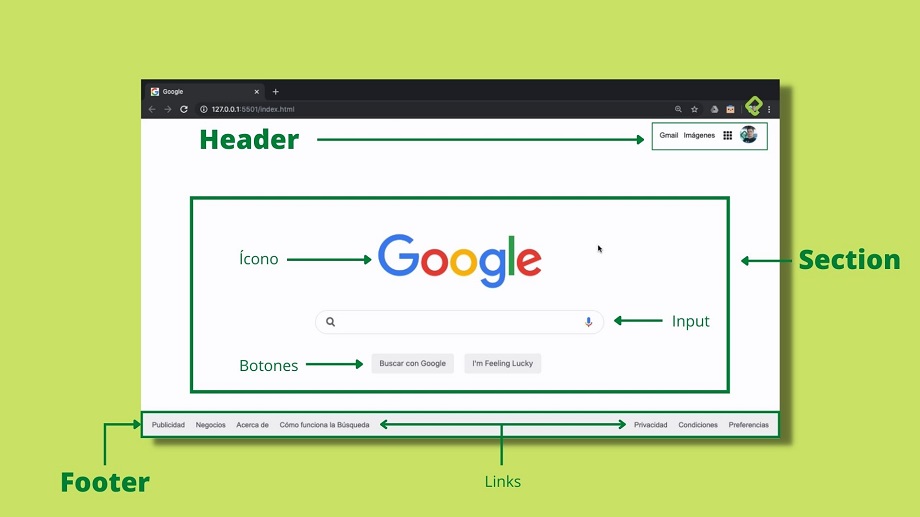 Google
127.0.0.1:5501/index.html
Header
Gmail Imágenes
Ícono
Google
Section
Input
Botones
Buscar con Google I'm Feeling Lucky
Publicidad Negocios Acerca de Cómo funciona la Búsqueda Privacidad Condiciones Preferencias
Footer
Links